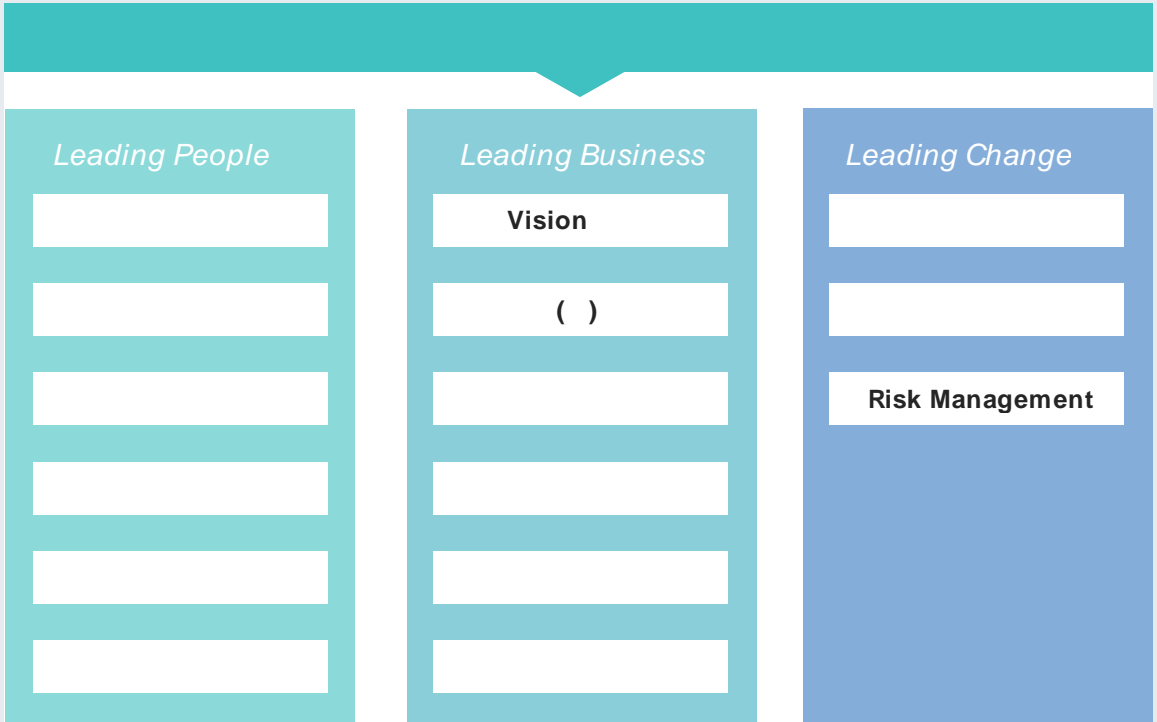 Leading People
Leading Business
Leading Change
Vision
( )
Risk Management